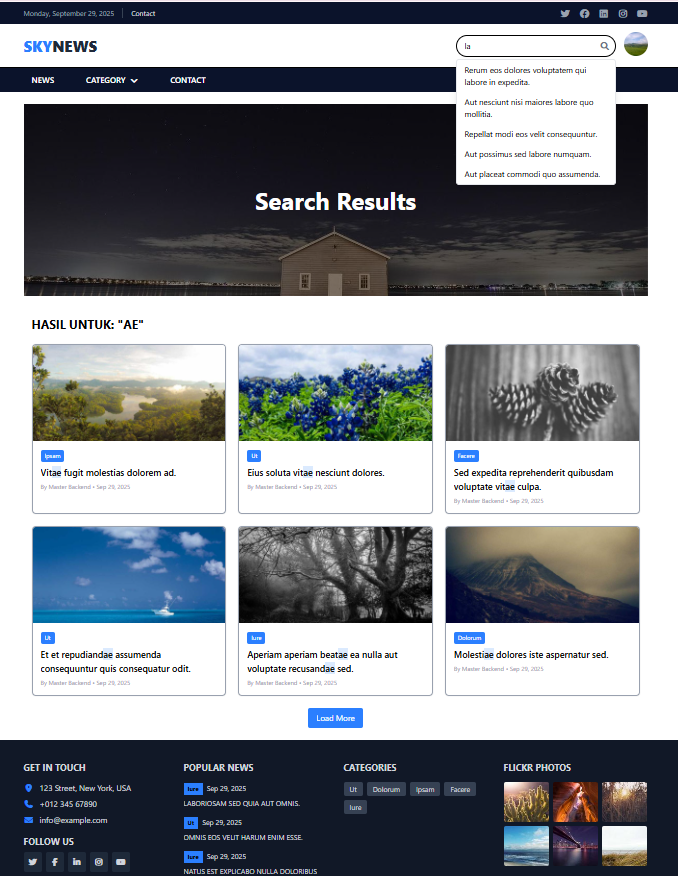 Monday, September 29, 2025 Contact
SKYNEWS
la
NEWS CATEGORY CONTACT
Rerum eos dolores voluptatem qui
labore in expedita.
Aut nesciunt nisi maiores labore quo
mollitia.
Repellat modi eos velit consequuntur.
Aut possimus sed labore numquam.
Aut placeat commodi quo assumenda.
Search Results
HASIL UNTUK: "AE"
Ipsam
Vitae fugit molestias dolorem ad.
By Master Backend • Sep 29, 2025
Ut
Eius soluta vitae nesciunt dolores.
By Master Backend • Sep 29, 2025
Facere
Sed expedita reprehenderit quibusdam
voluptate vitae culpa.
By Master Backend • Sep 29, 2025
Ut
Et et repudiandae assumenda
consequuntur quis consequatur odit.
By Master Backend • Sep 29, 2025
Iure
Aperiam aperiam beatae ea nulla aut
voluptate recusandae sed.
By Master Backend • Sep 29, 2025
Dolorum
Molestiae dolores iste aspernatur sed.
By Master Backend • Sep 29, 2025
Load More
GET IN TOUCH
123 Street, New York, USA
+012 345 67890
info@example.com
FOLLOW US
POPULAR NEWS
Iure Sep 29, 2025
LABORIOSAM SED QUIA AUT OMNIS.
Ut Sep 29, 2025
OMNIS EOS VELIT HARUM ENIM ESSE.
Iure Sep 29, 2025
NATUS EST EXPLICABO NULLA DOLORIBUS
CATEGORIES
Ut Dolorum Ipsam Facere
Iure
FLICKR PHOTOS